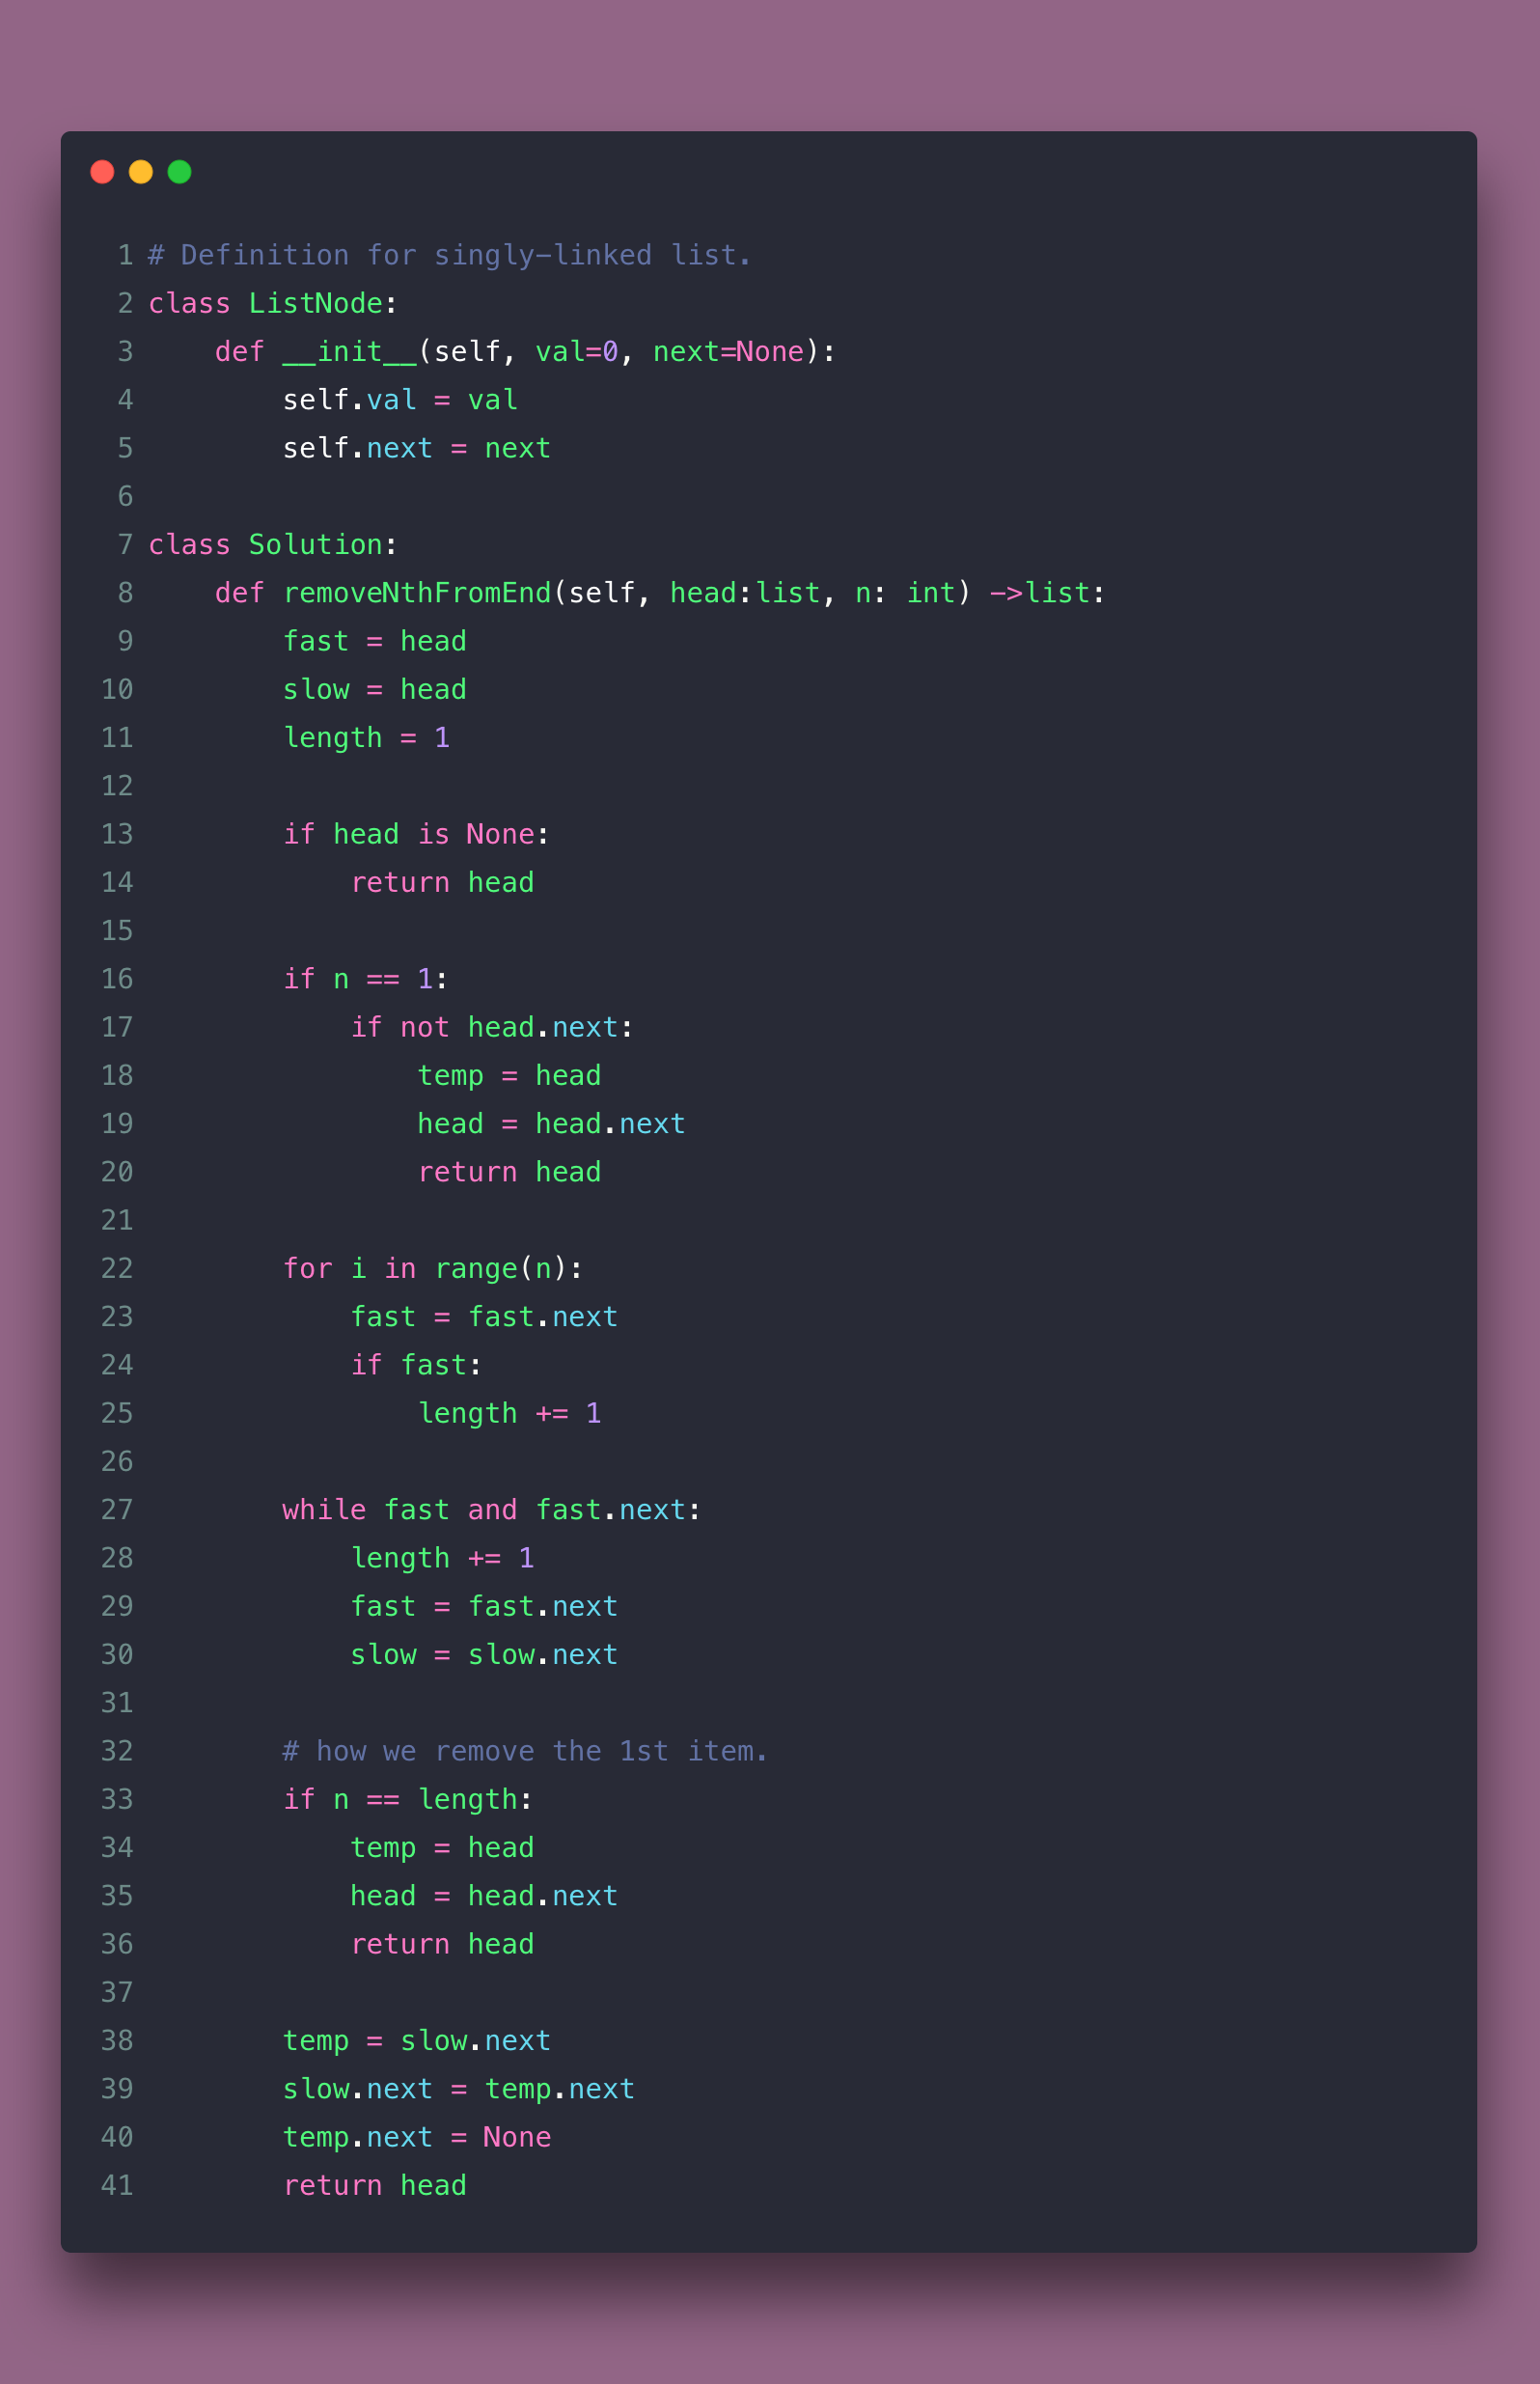 1 # Definition for singly-linked list.
2 class ListNode:
3     def __init__(self, val=0, next=None):
4         self.val = val
5         self.next = next
6
7 class Solution:
8     def removeNthFromEnd(self, head:list, n: int) ->list:
9         fast = head
10         slow = head
11         length = 1
12
13         if head is None:
14             return head
15
16         if n == 1:
17             if not head.next:
18                 temp = head
19                 head = head.next
20                 return head
21
22         for i in range(n):
23             fast = fast.next
24             if fast:
25                 length += 1
26
27         while fast and fast.next:
28             length += 1
29             fast = fast.next
30             slow = slow.next
31
32         # how we remove the 1st item.
33         if n == length:
34             temp = head
35             head = head.next
36             return head
37
38         temp = slow.next
39         slow.next = temp.next
40         temp.next = None
41         return head